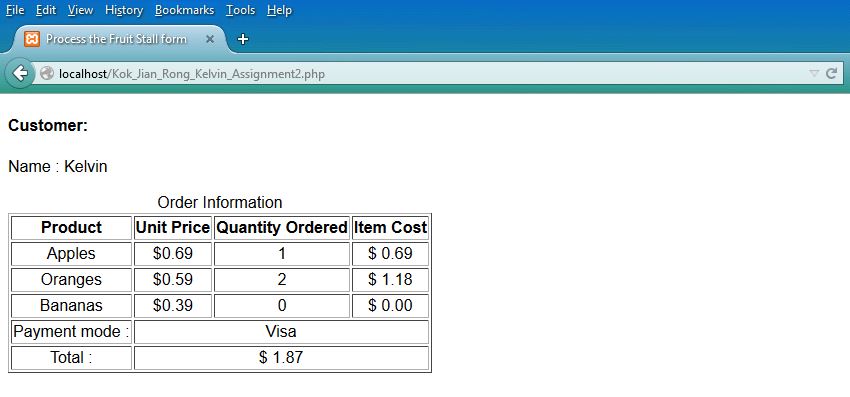 File Edit View History Bookmarks Tools Help
Process the Fruit Stall form × +
localhost/Kok_Jian_Rong_Kelvin_Assignment2.php
Customer:
Name : Kelvin
Order Information
Product Unit Price Quantity Ordered Item Cost
Apples $0.69 1 $ 0.69
Oranges $0.59 2 $ 1.18
Bananas $0.39 0 $ 0.00
Payment mode : Visa
Total : $ 1.87